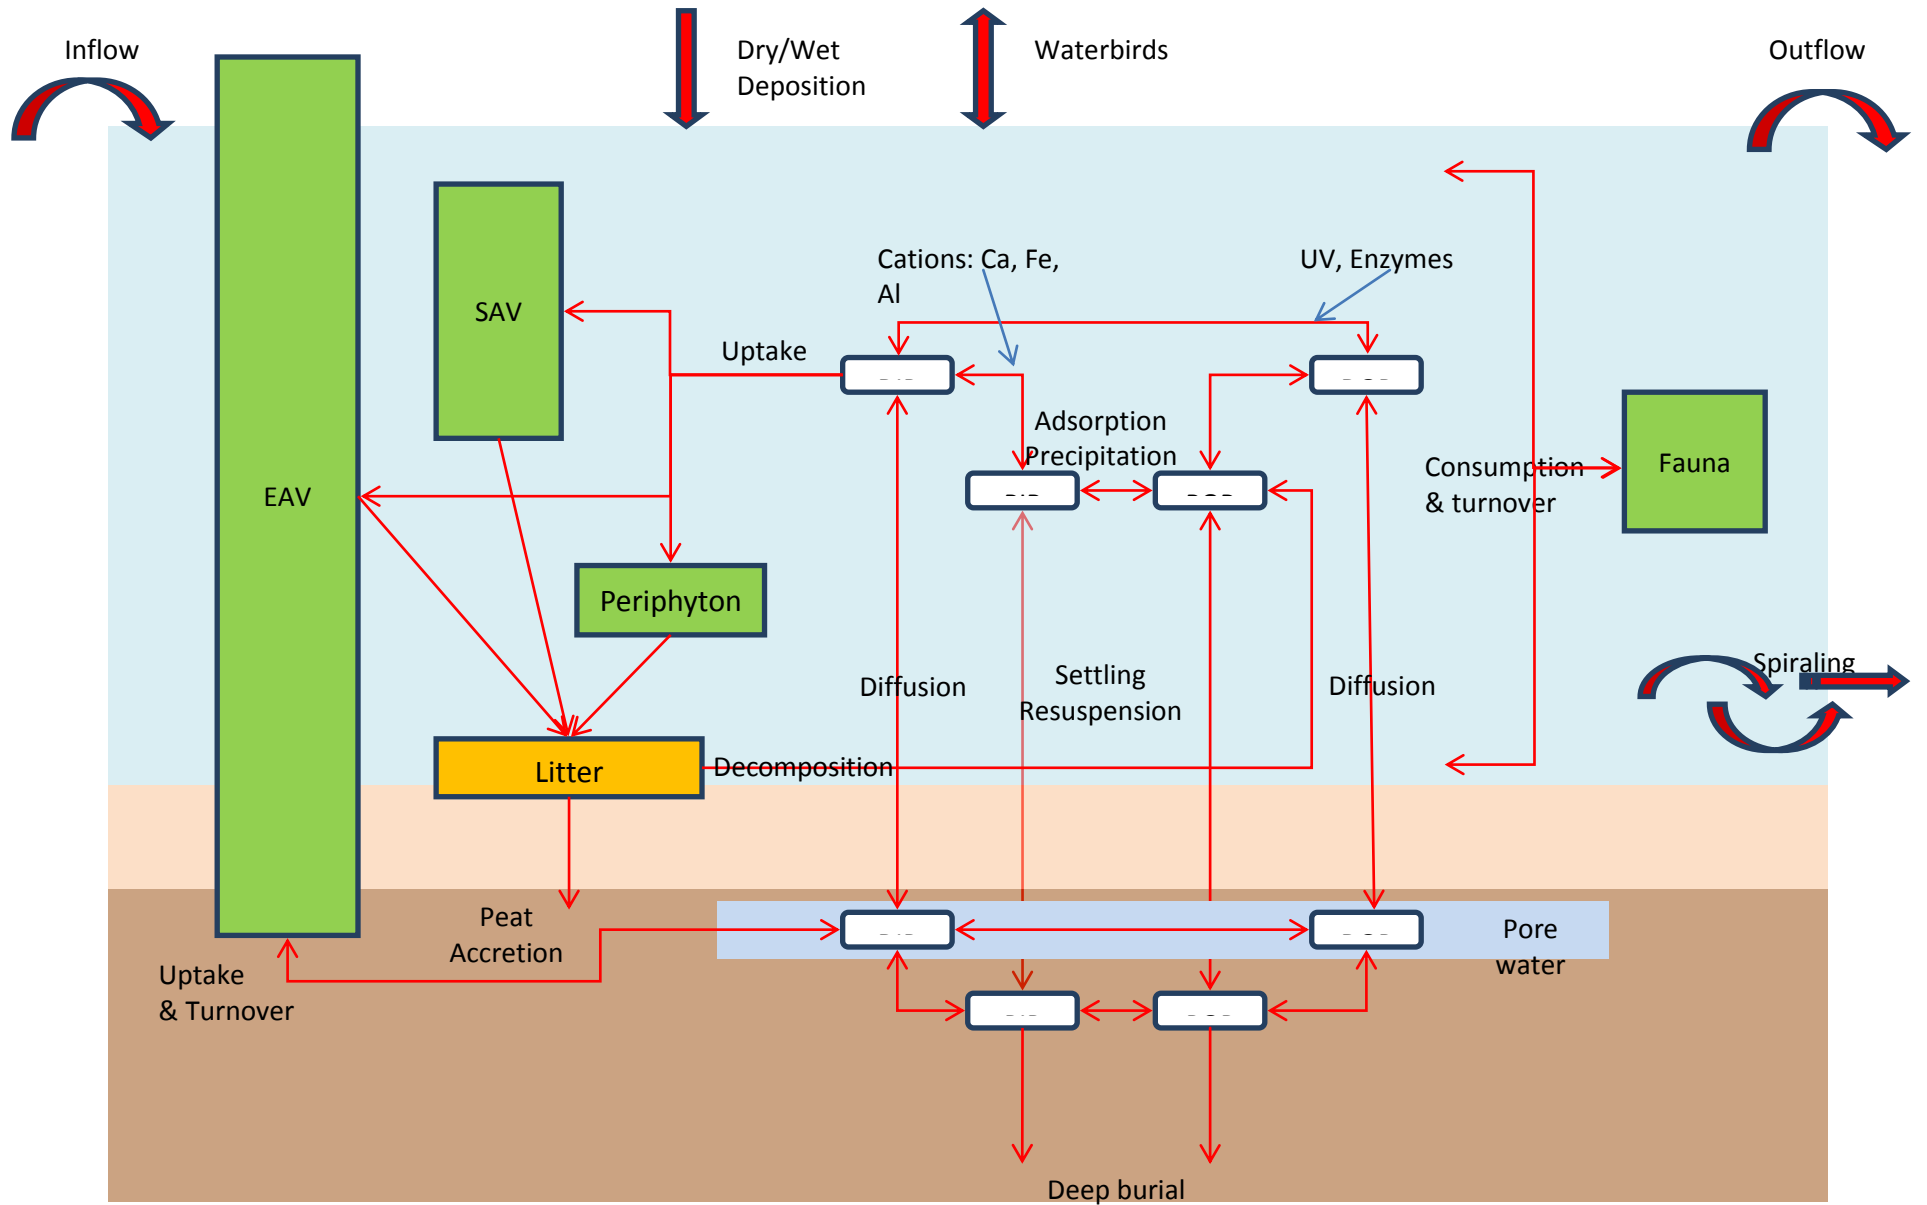 Inflow
Dry/Wet
Deposition
Waterbirds
Outflow
Cations: Ca, Fe,
Al
UV, Enzymes
SAV
Uptake
Adsorption
Precipitation
Consumption
& turnover
Fauna
EAV
Periphyton
Diffusion
Settling
Resuspension
Diffusion
Spiraling
Litter
Decomposition
Peat
Accretion
Pore
water
Uptake
& Turnover
Deep burial